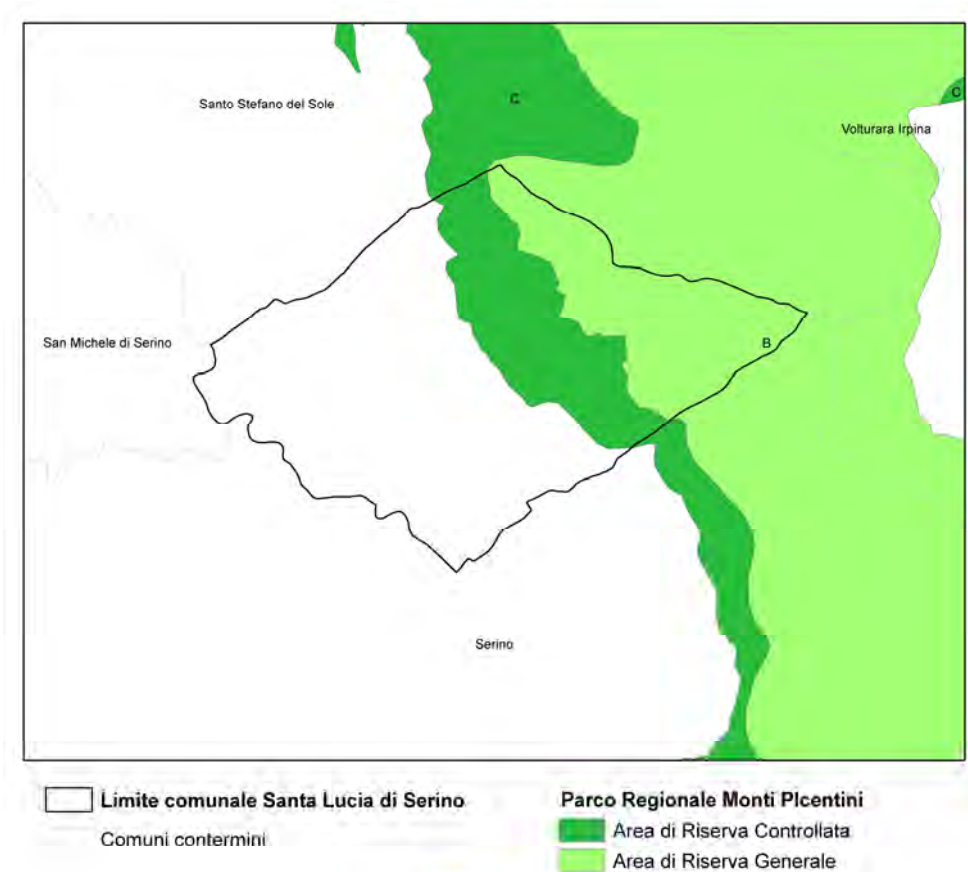 C
Santo Stefano del Sole
C
Volturara Irpina
San Michele di Serino
B
Serino
Limite comunale Santa Lucia di Serino
Comuni contermini
Parco Regionale Monti PIcentini
Area di Riserva Controllata
Area di Riserva Generale